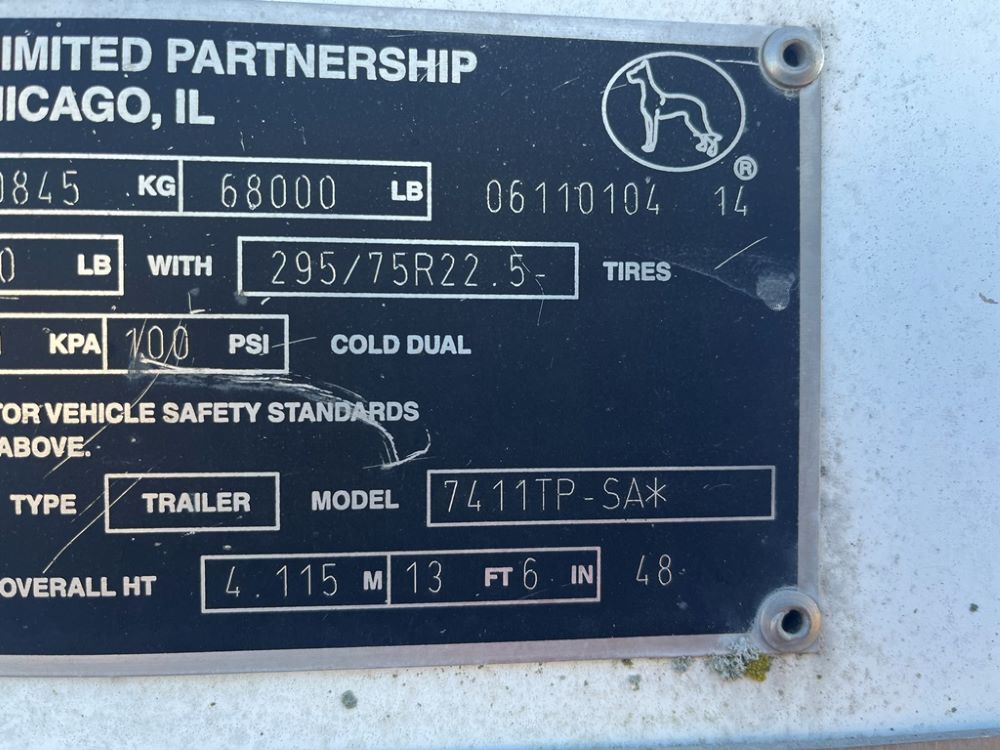 IMITED PARTNERSHIP
HICAGO, IL
0845 KG 68000 LB 06110104 14
0 LB WITH 295/75R22.5- TIRES
KPA 100 PSI COLD DUAL
TOR VEHICLE SAFETY STANDARDS
ABOVE.
TYPE TRAILER MODEL 7411TP-SA*
OVERALL HT 4.115 M 13 FT 6 IN 48
®